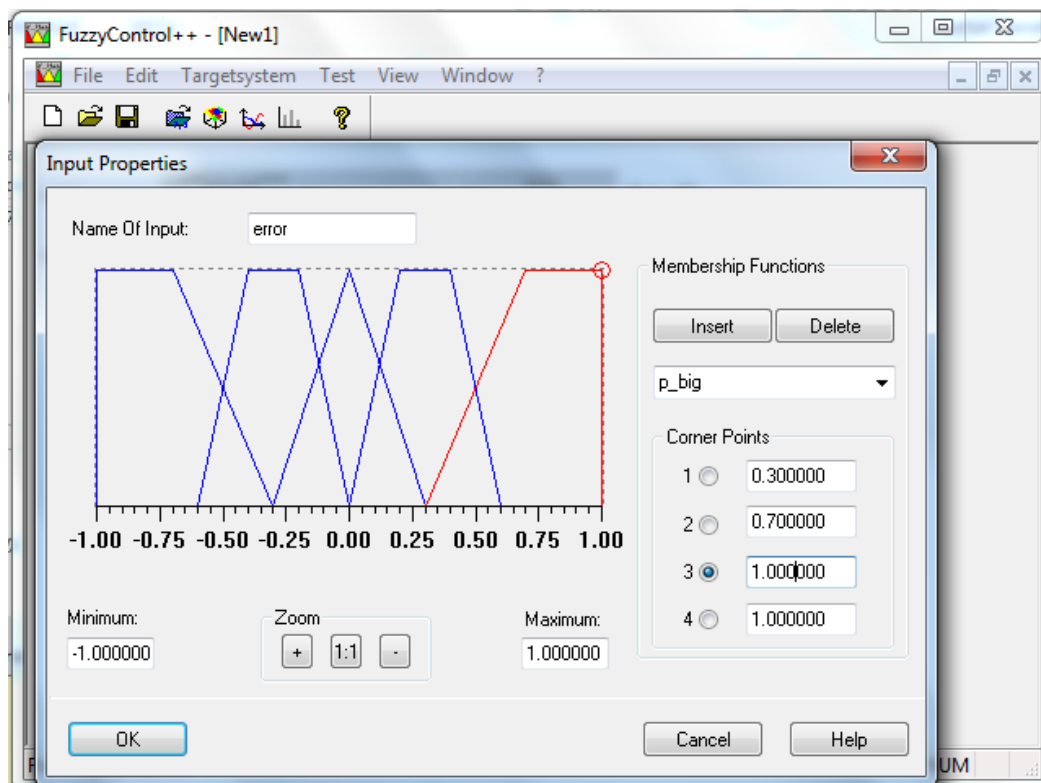 FuzzyControl++ - [New1]
File Edit Targetsystem Test View Window ?
Input Properties
Name Of Input: error
Membership Functions
Insert Delete
p_big
Corner Points
1 0.300000
2 0.700000
3 1.000000
4 1.000000
-1.00 -0.75 -0.50 -0.25 0.00 0.25 0.50 0.75 1.00
Minimum: Zoom Maximum:
-1.000000 + 1:1 - 1.000000
OK Cancel Help
UM